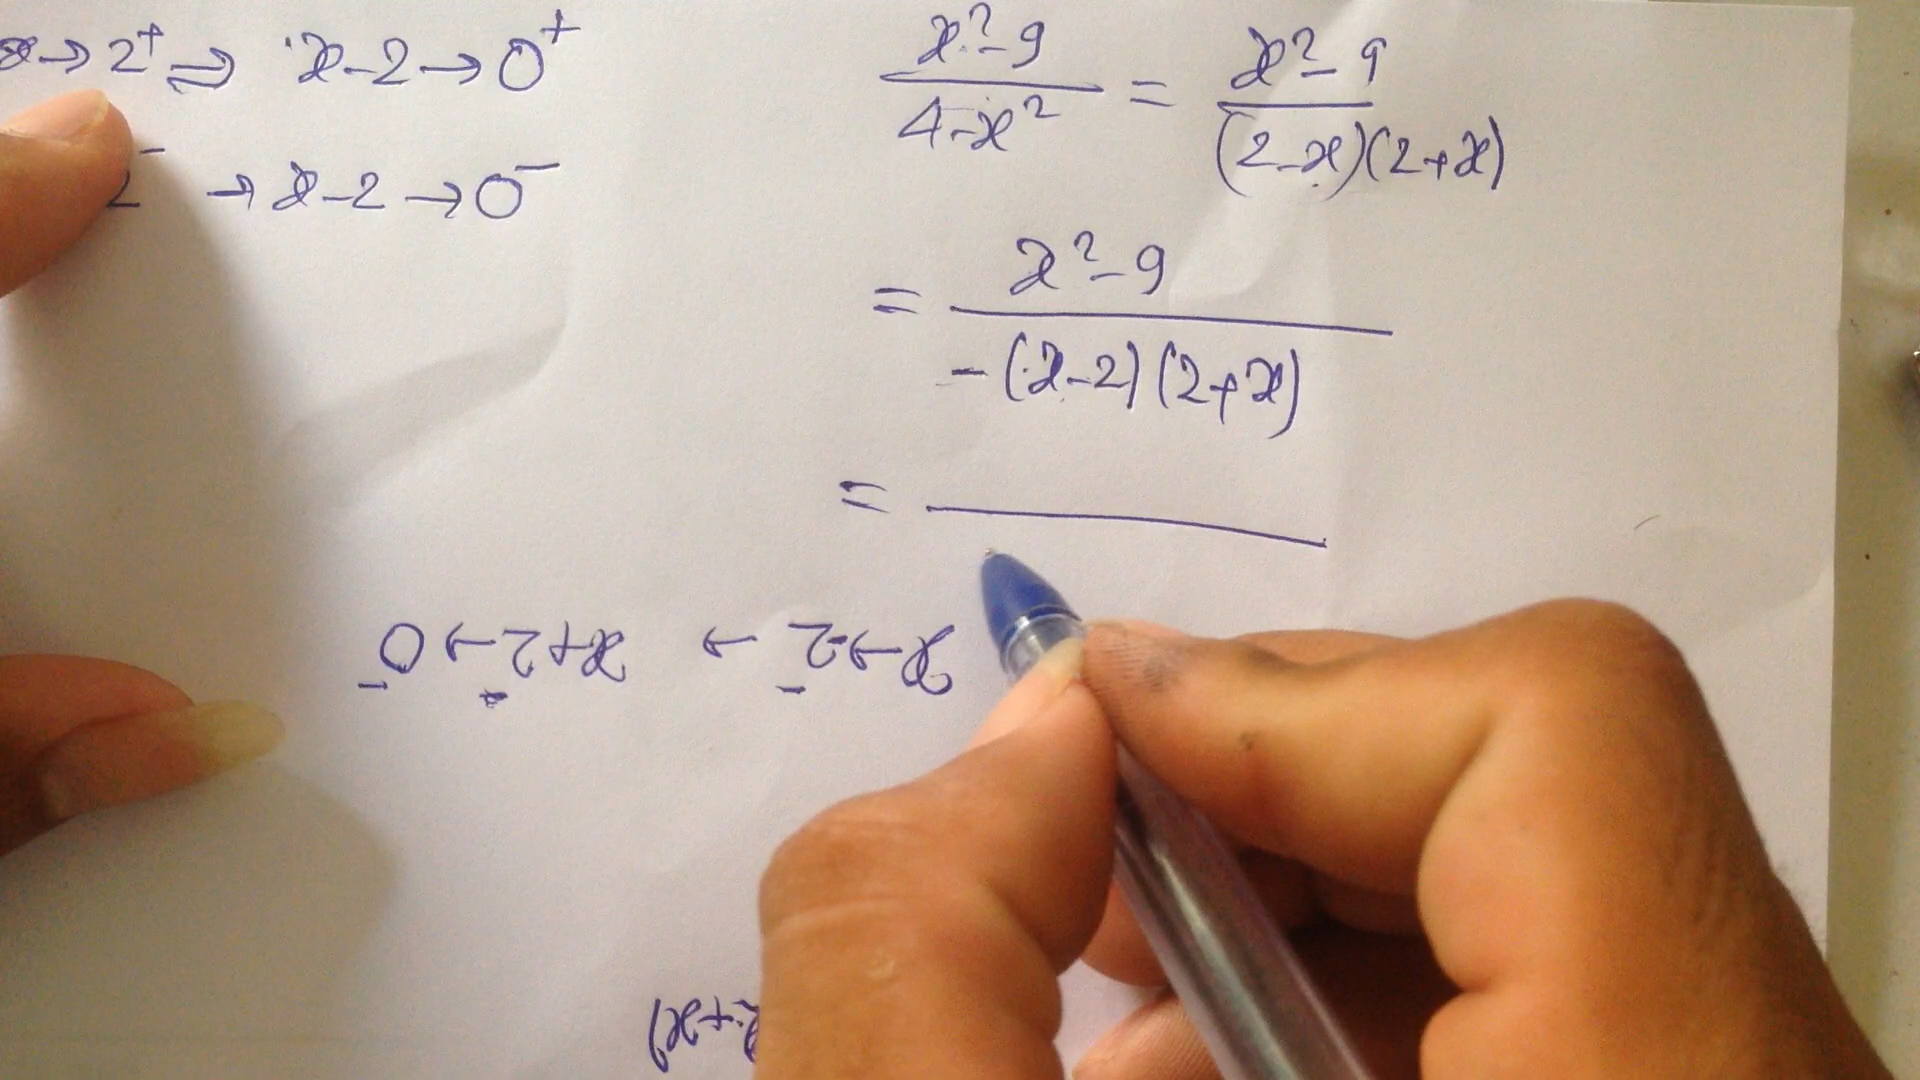 x→2⁺ ⇒ x-2→0⁺
2⁻ → x-2→0⁻
x²-9 / 4-x² = x²-9 / (2-x)(2+x)
= x²-9 / -(x-2)(2+x)
=
x→-2⁻ → x+2→0⁻
2+x)